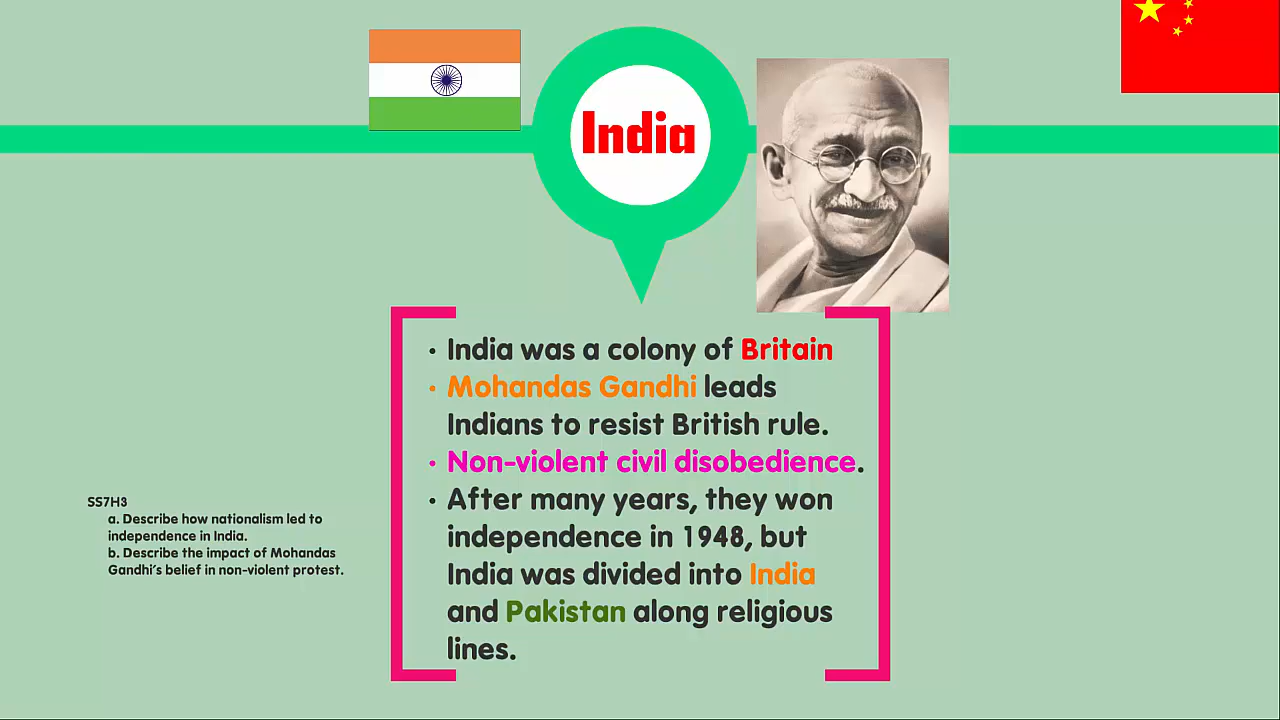 India
• India was a colony of Britain
• Mohandas Gandhi leads
Indians to resist British rule.
• Non-violent civil disobedience.
• After many years, they won
independence in 1948, but
India was divided into India
and Pakistan along religious
lines.
SS7H3
a. Describe how nationalism led to
independence in India.
b. Describe the impact of Mohandas
Gandhi's belief in non-violent protest.